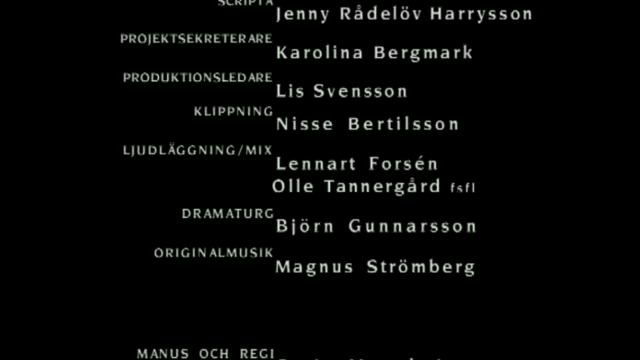 SCRIPTA Jenny Rådelöv Harrysson
PROJEKTSEKRETERARE Karolina Bergmark
PRODUKTIONSLEDARE Lis Svensson
KLIPPNING Nisse Bertilsson
LJUDLÄGGNING/MIX Lennart Forsén
Olle Tannergård fsfl
DRAMATURG Björn Gunnarsson
ORIGINALMUSIK Magnus Strömberg
MANUS OCH REGI